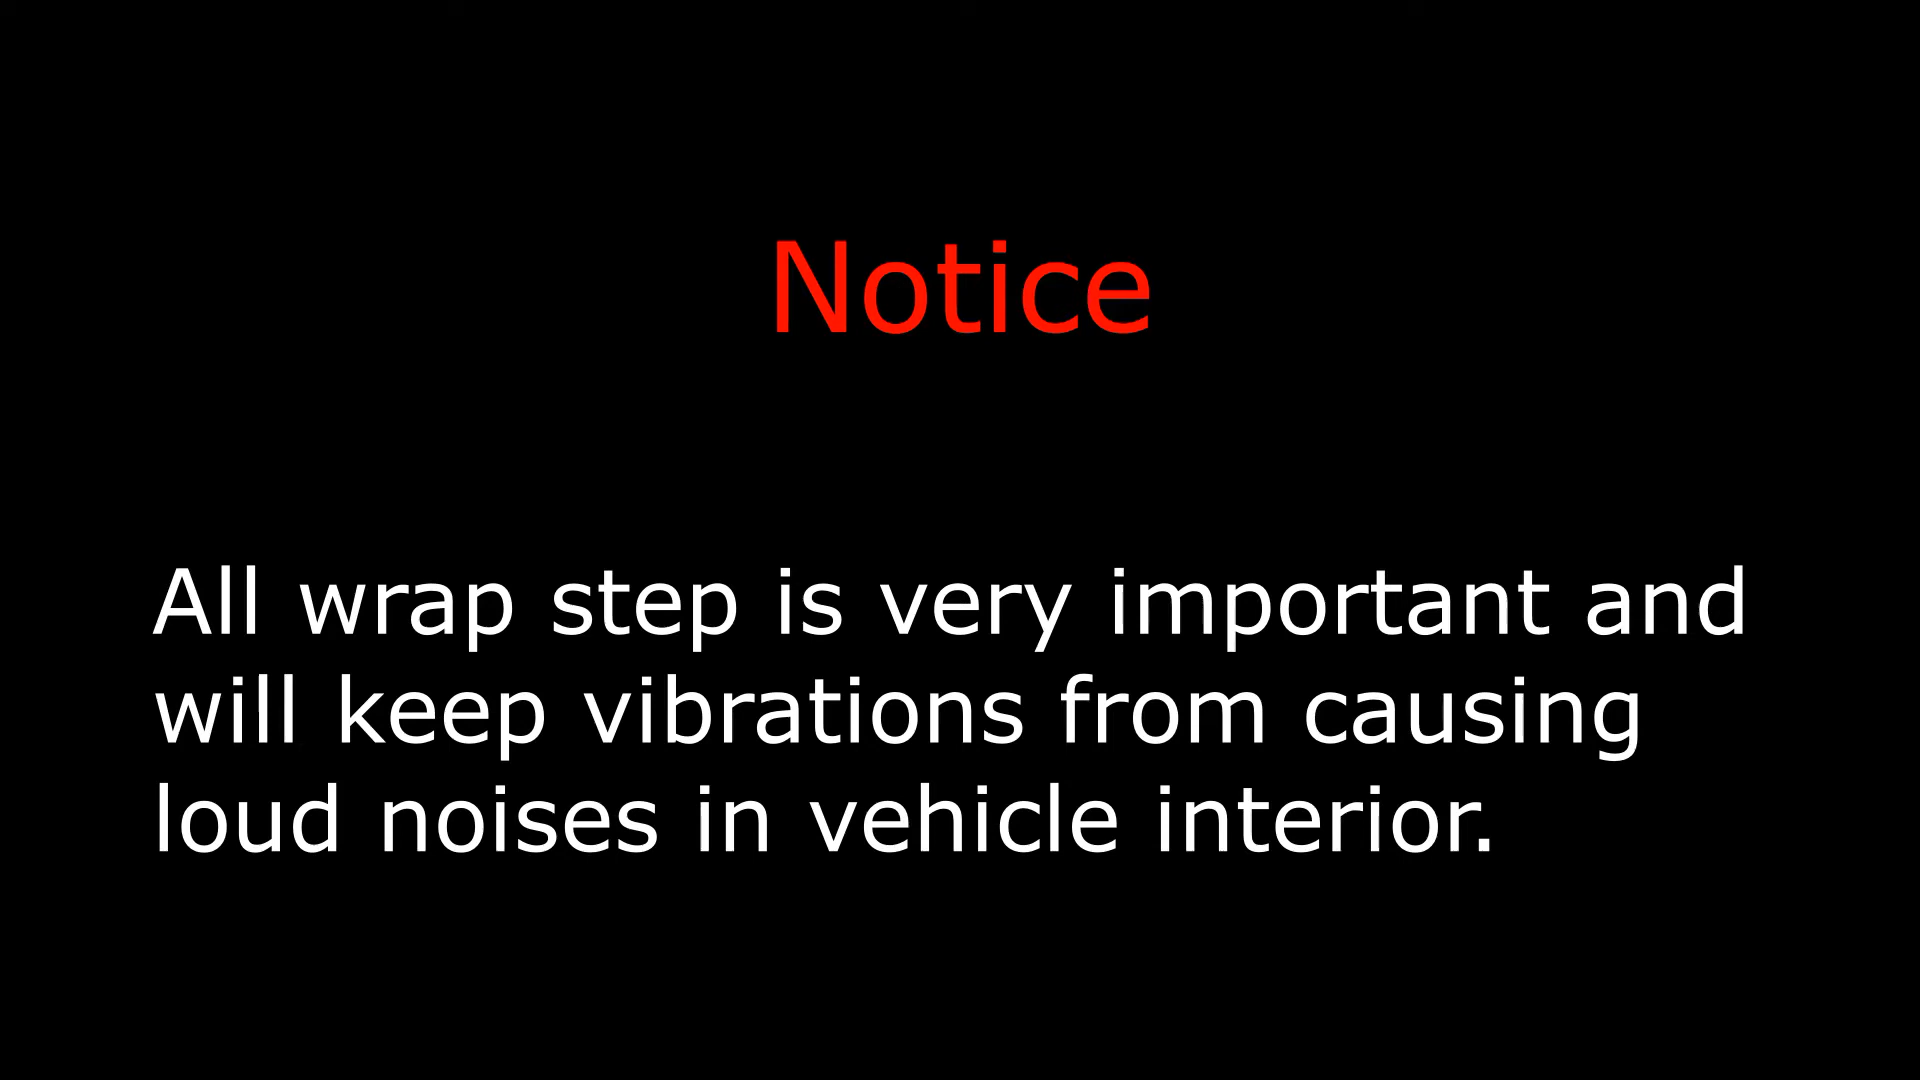 Notice
All wrap step is very important and
will keep vibrations from causing
loud noises in vehicle interior.